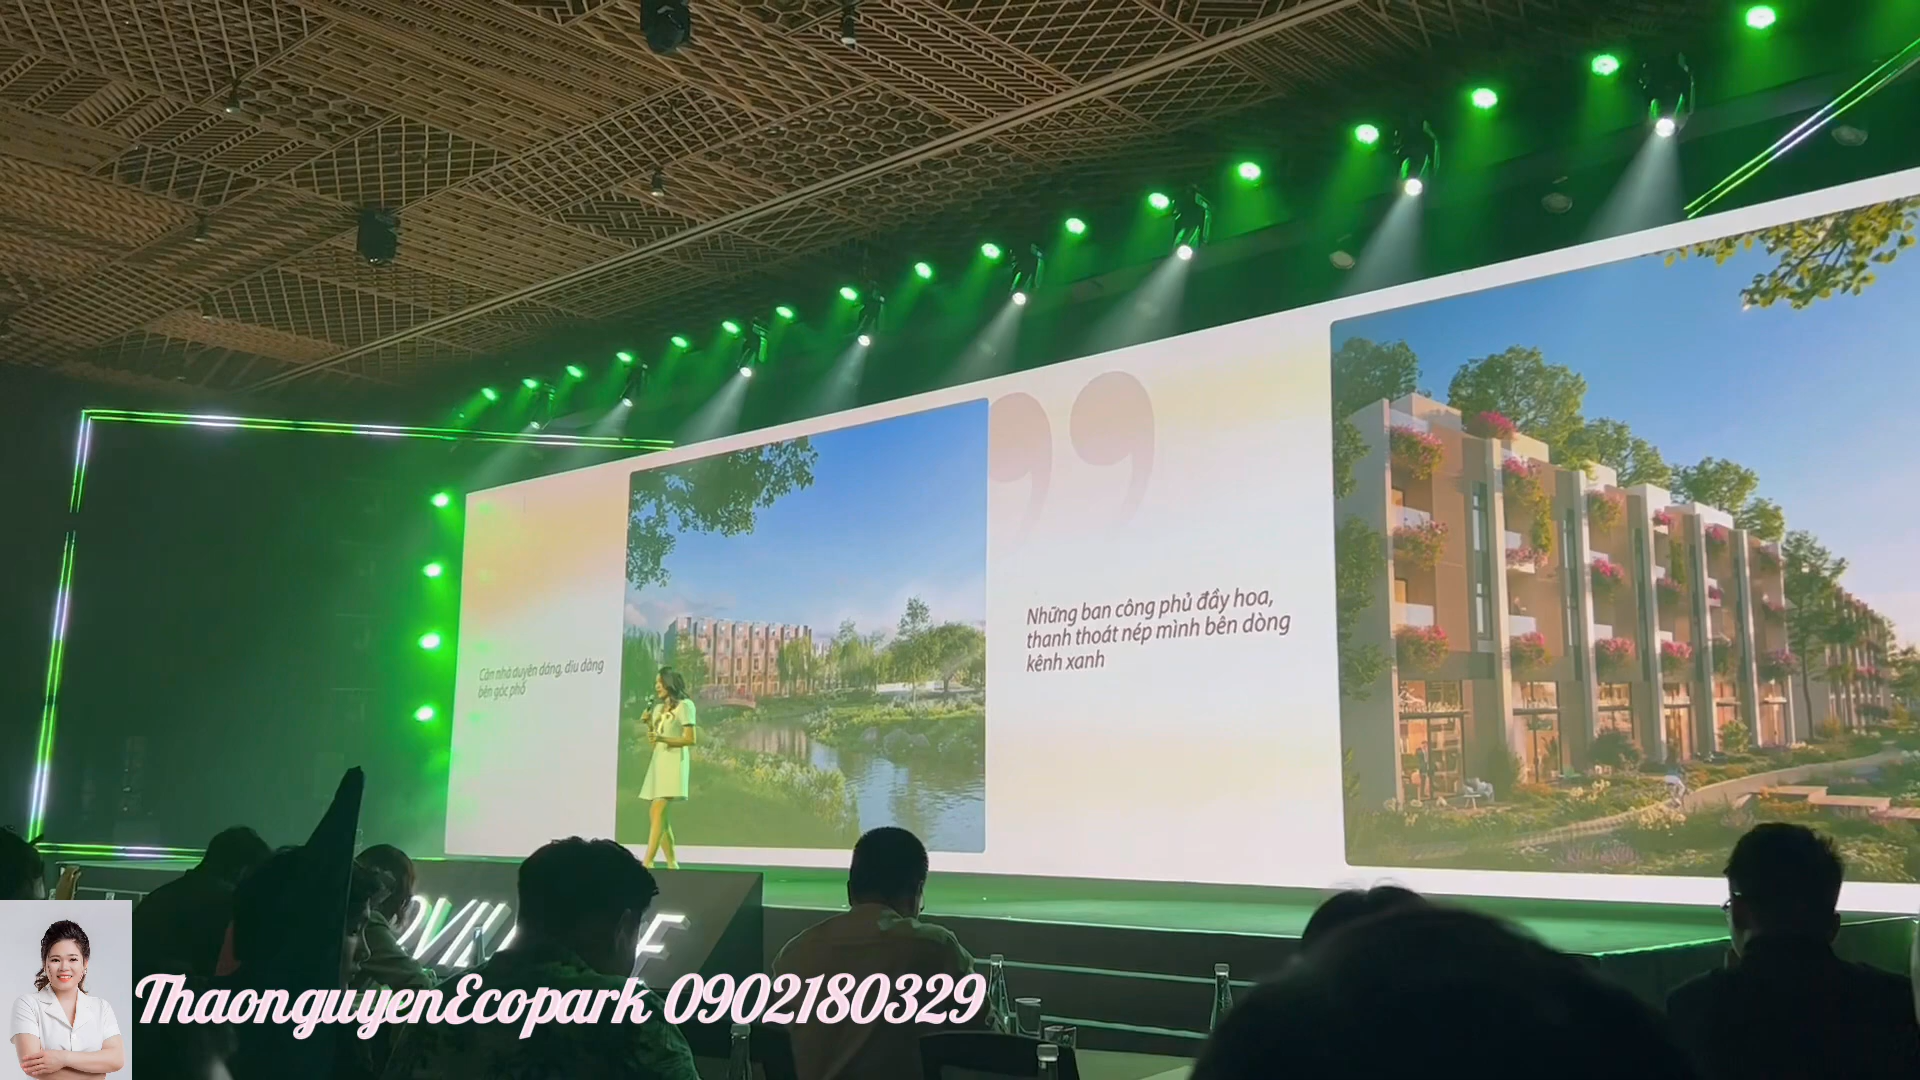 Căn nhà duyên dáng, dịu dàng
bên góc phố
Những ban công phủ đầy hoa,
thanh thoát nép mình bên dòng
kênh xanh
ThaonguyenEcopark 0902180329